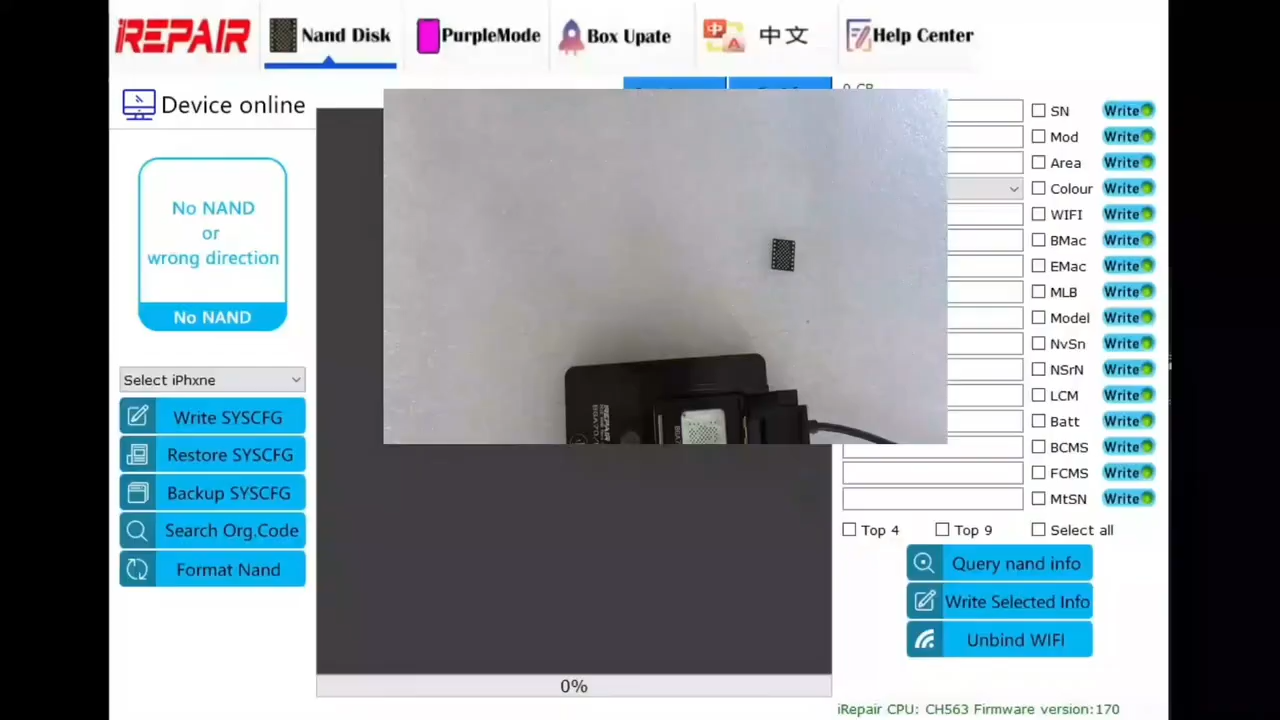 iREPAIR
Nand Disk
PurpleMode
Box Upate
中
A
中文
Help Center
Device online
No NAND
or
wrong direction
No NAND
Select iPhxne
Write SYSCFG
Restore SYSCFG
Backup SYSCFG
Search Org.Code
Format Nand
iREPAIR
0%
SN Write
Mod Write
Area Write
Colour Write
WIFI Write
BMac Write
EMac Write
MLB Write
Model Write
NvSn Write
NSrN Write
LCM Write
Batt Write
BCMS Write
FCMS Write
MtSN Write
Top 4 Top 9 Select all
Query nand info
Write Selected Info
Unbind WIFI
iRepair CPU: CH563 Firmware version:170